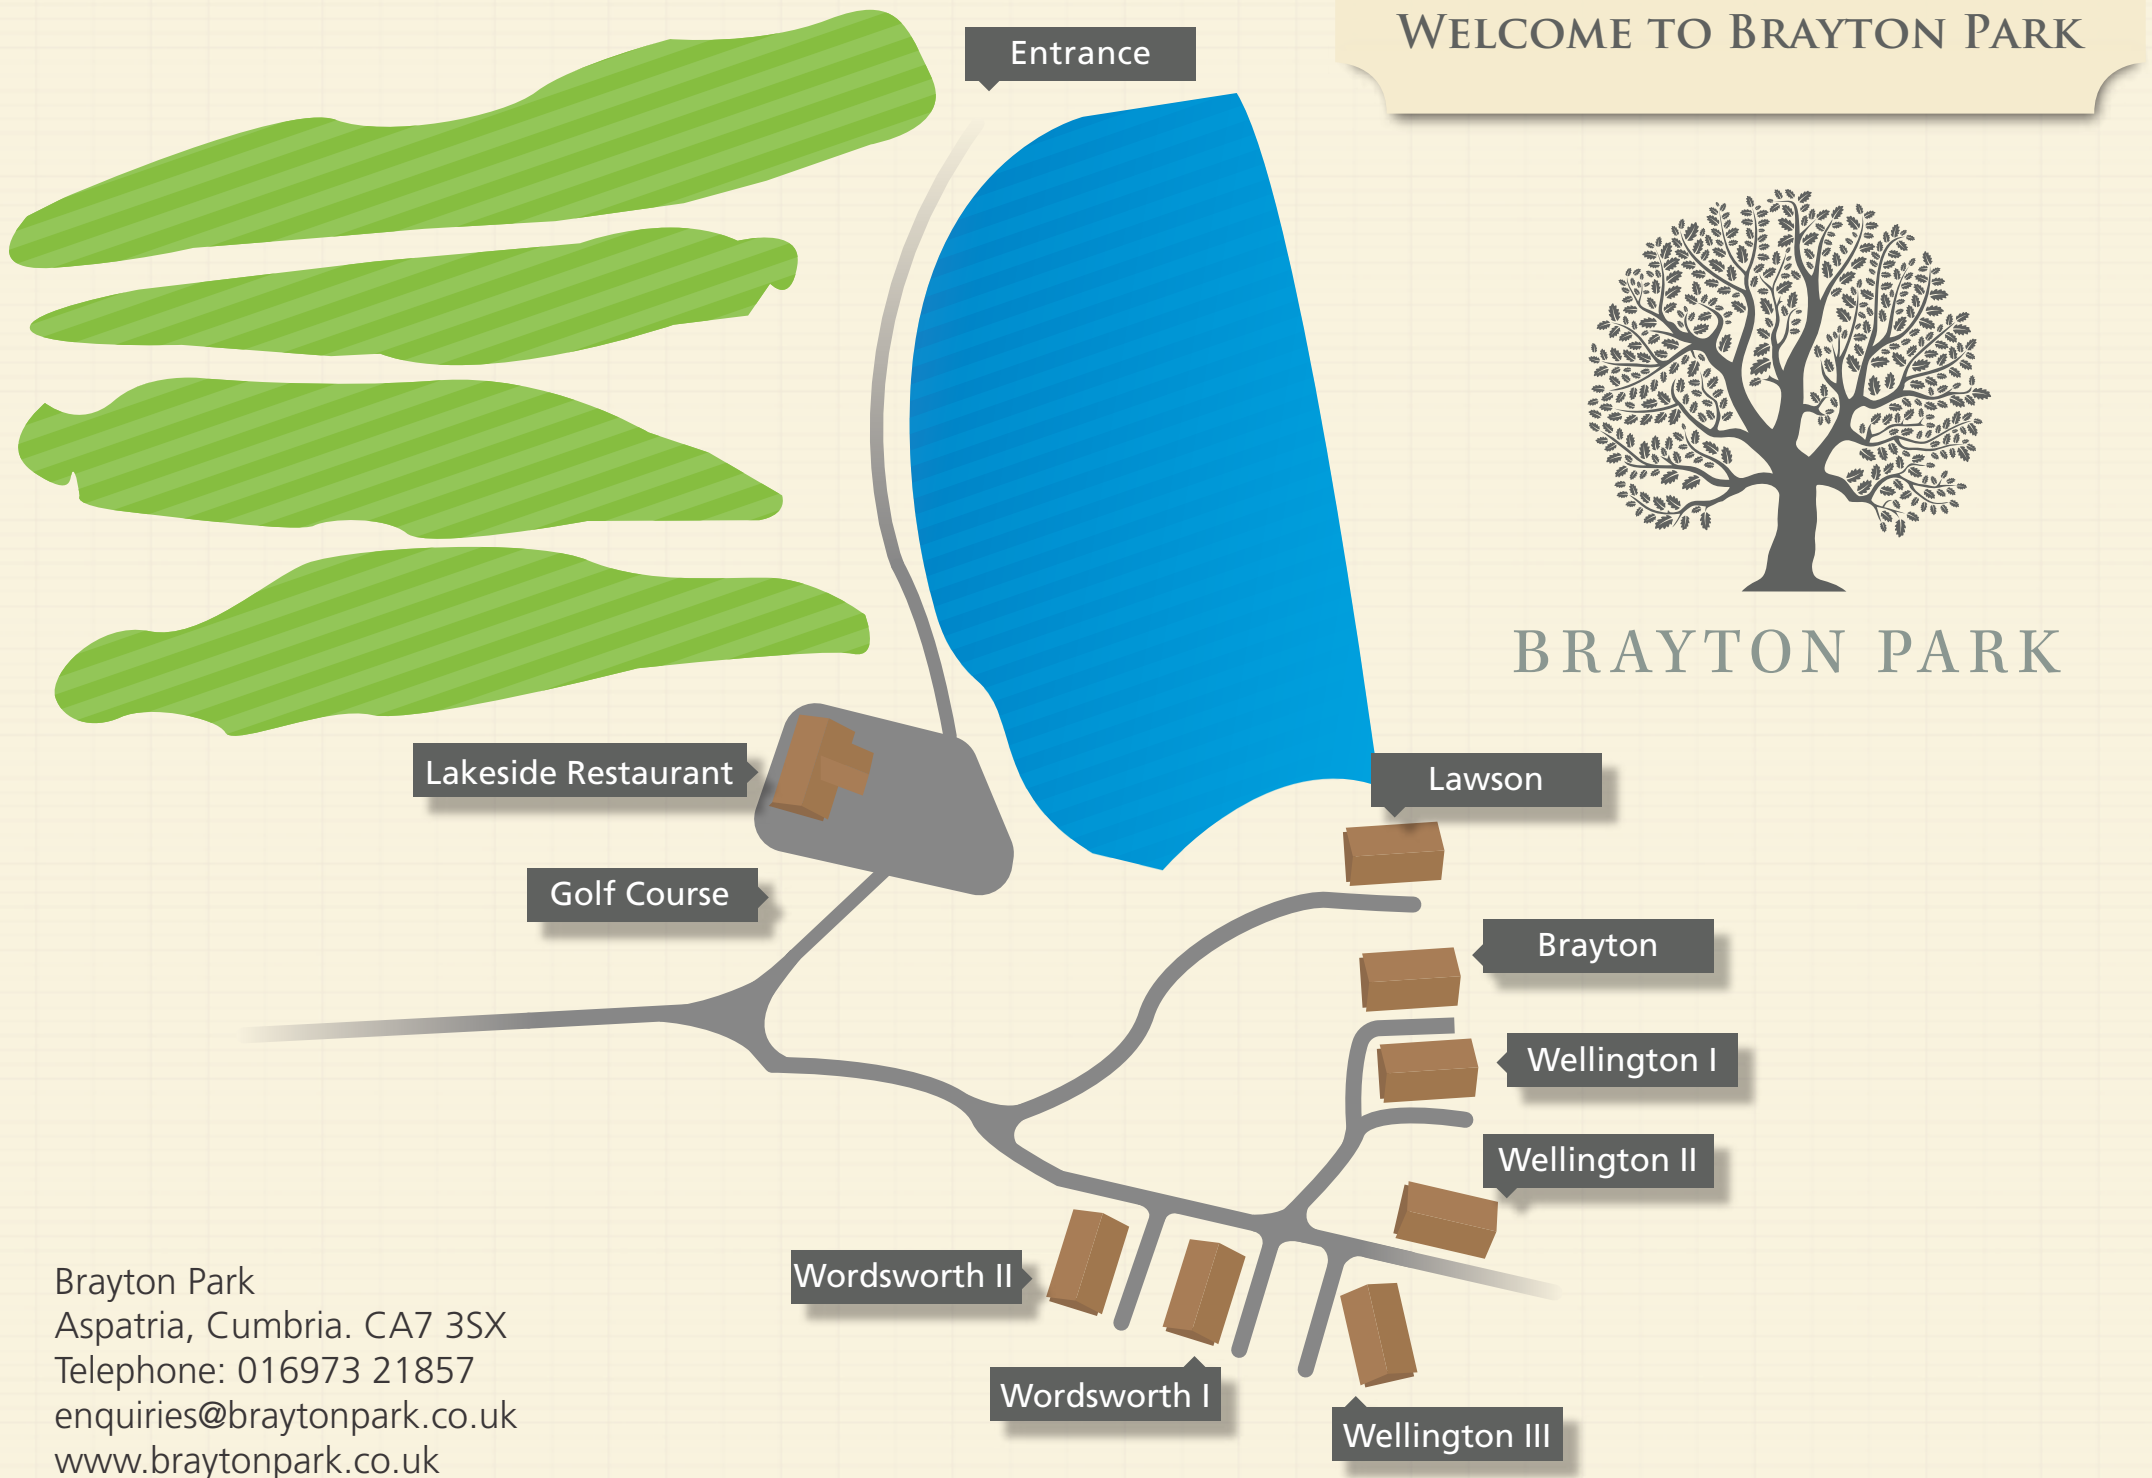 Entrance
WELCOME TO BRAYTON PARK
BRAYTON PARK
Lakeside Restaurant
Lawson
Golf Course
Brayton
Wellington I
Wellington II
Wordsworth II
Wordsworth I
Wellington III
Brayton Park
Aspatria, Cumbria. CA7 3SX
Telephone: 016973 21857
enquiries@braytonpark.co.uk
www.braytonpark.co.uk